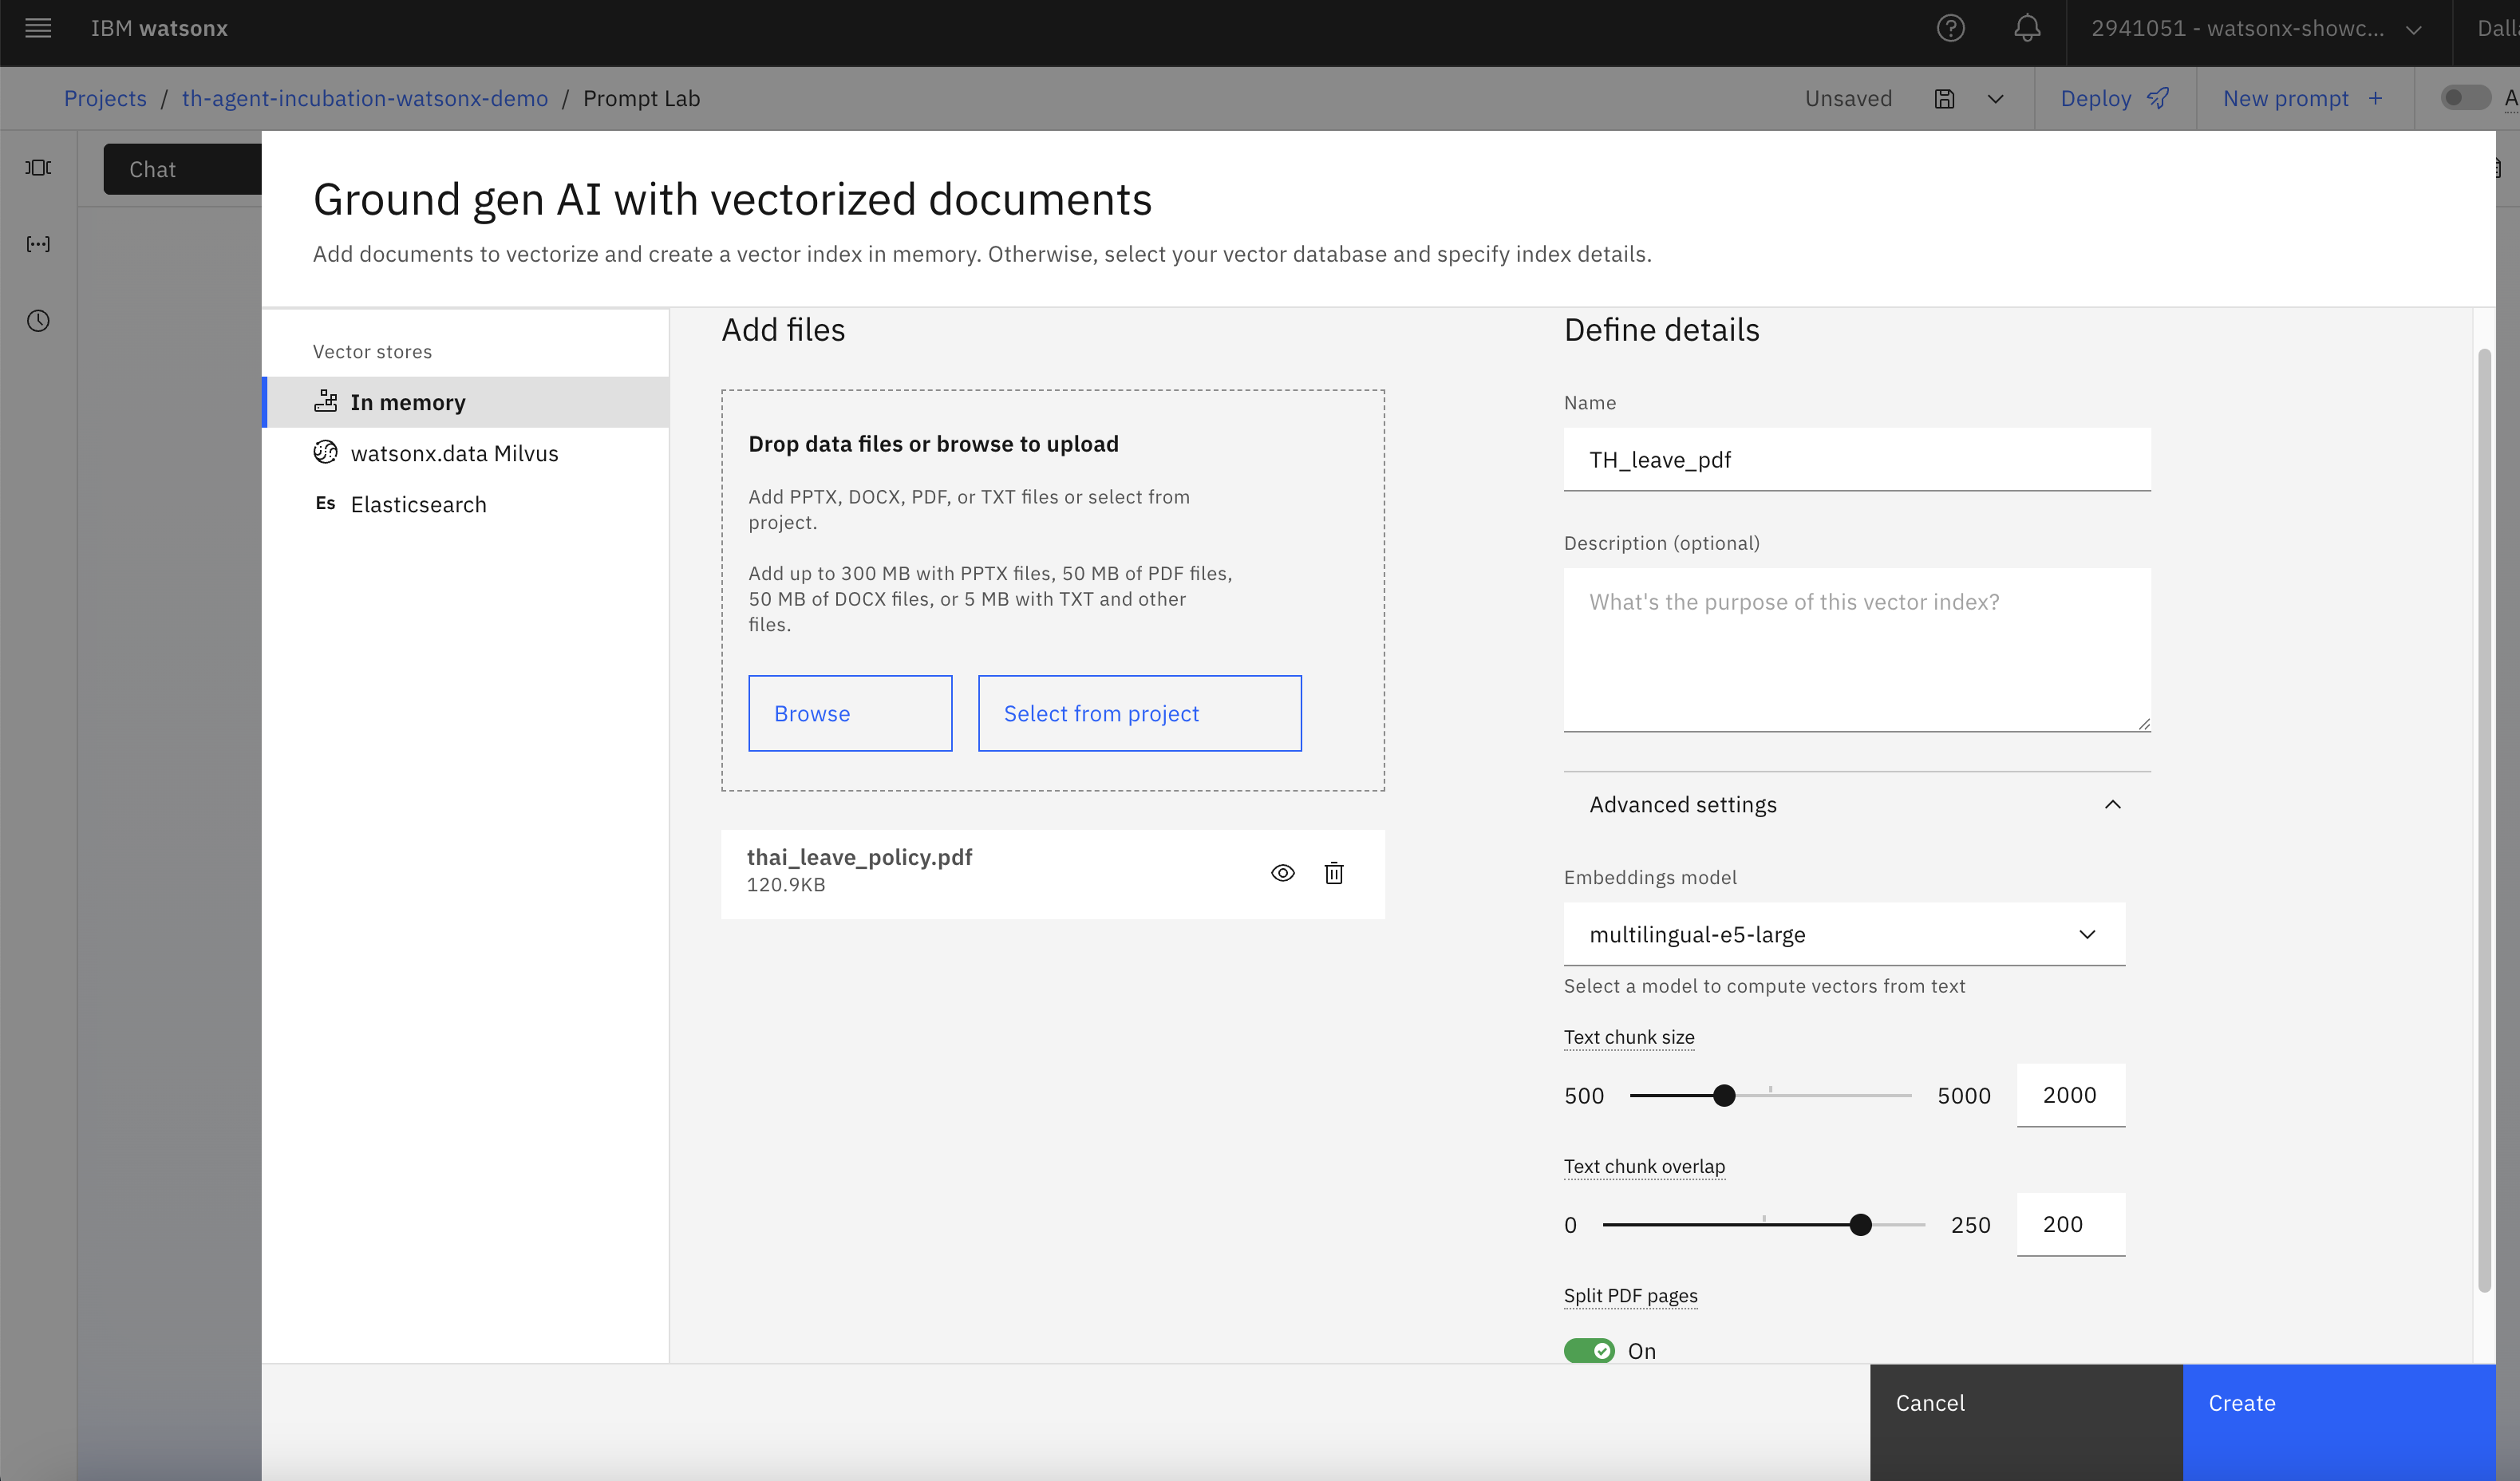 IBM watsonx
2941051 - watsonx-showc...
Projects / th-agent-incubation-watsonx-demo / Prompt Lab
Unsaved
Deploy
New prompt +
Chat
Ground gen AI with vectorized documents
Add documents to vectorize and create a vector index in memory. Otherwise, select your vector database and specify index details.
Vector stores
In memory
watsonx.data Milvus
Es Elasticsearch
Add files
Drop data files or browse to upload
Add PPTX, DOCX, PDF, or TXT files or select from
project.
Add up to 300 MB with PPTX files, 50 MB of PDF files,
50 MB of DOCX files, or 5 MB with TXT and other
files.
Browse
Select from project
thai_leave_policy.pdf
120.9KB
Define details
Name
TH_leave_pdf
Description (optional)
What's the purpose of this vector index?
Advanced settings
Embeddings model
multilingual-e5-large
Select a model to compute vectors from text
Text chunk size
500 5000 2000
Text chunk overlap
0 250 200
Split PDF pages
On
Cancel
Create